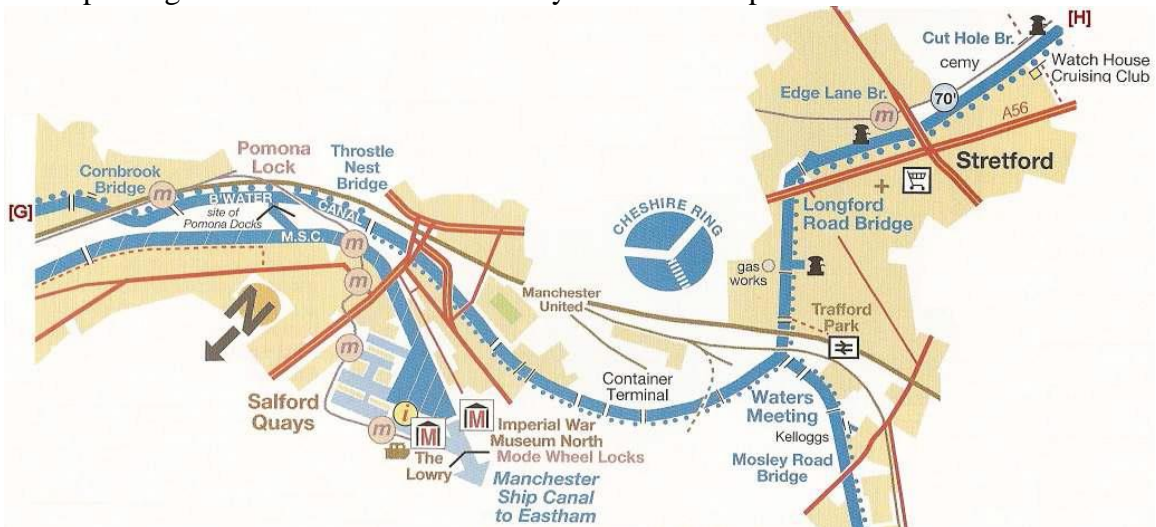 [H]
Cut Hole Br.
cemy
Watch House
Cruising Club
Edge Lane Br.
m
70'
A56
Stretford
Pomona
Lock
Throstle
Nest
Bridge
Cornbrook
Bridge
m
B'WATER
CANAL
site of
Pomona Docks
[G]
M.S.C.
m
m
CHESHIRE RING
Longford
Road Bridge
gas
works
N
Manchester
United
Trafford
Park
m
Container
Terminal
Salford
Quays
i
m
M
M
Imperial War
Museum North
Mode Wheel Locks
The
Lowry
Manchester
Ship Canal
to Eastham
Waters
Meeting
Kelloggs
Mosley Road
Bridge